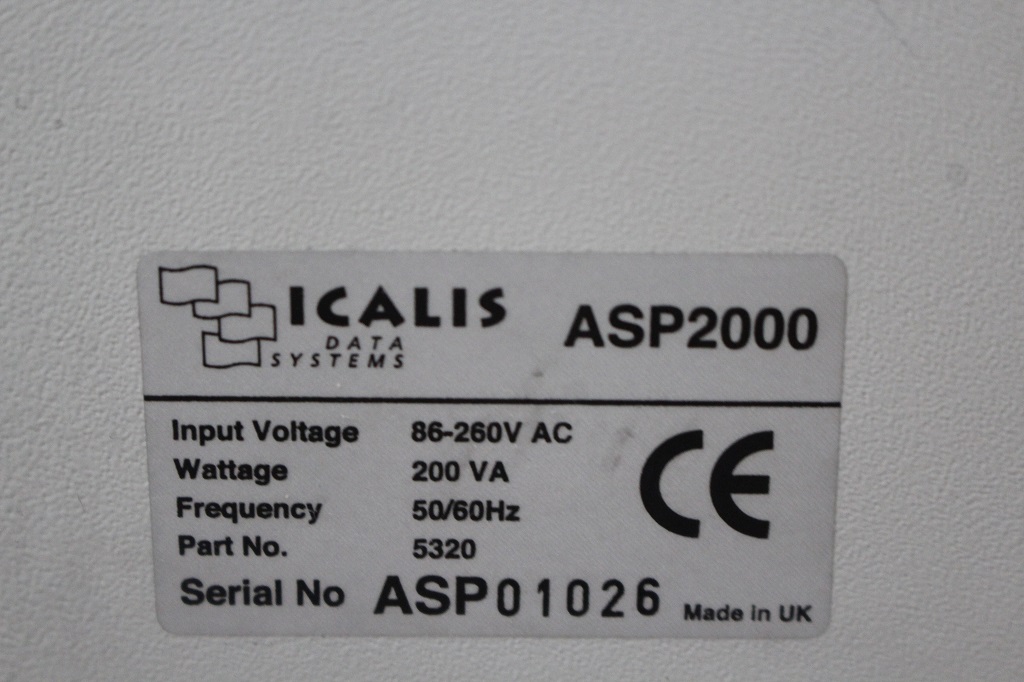 ICALIS
DATA
SYSTEMS
ASP2000
Input Voltage 86-260V AC
Wattage 200 VA
Frequency 50/60Hz
Part No. 5320
CE
Serial No ASP01026 Made in UK